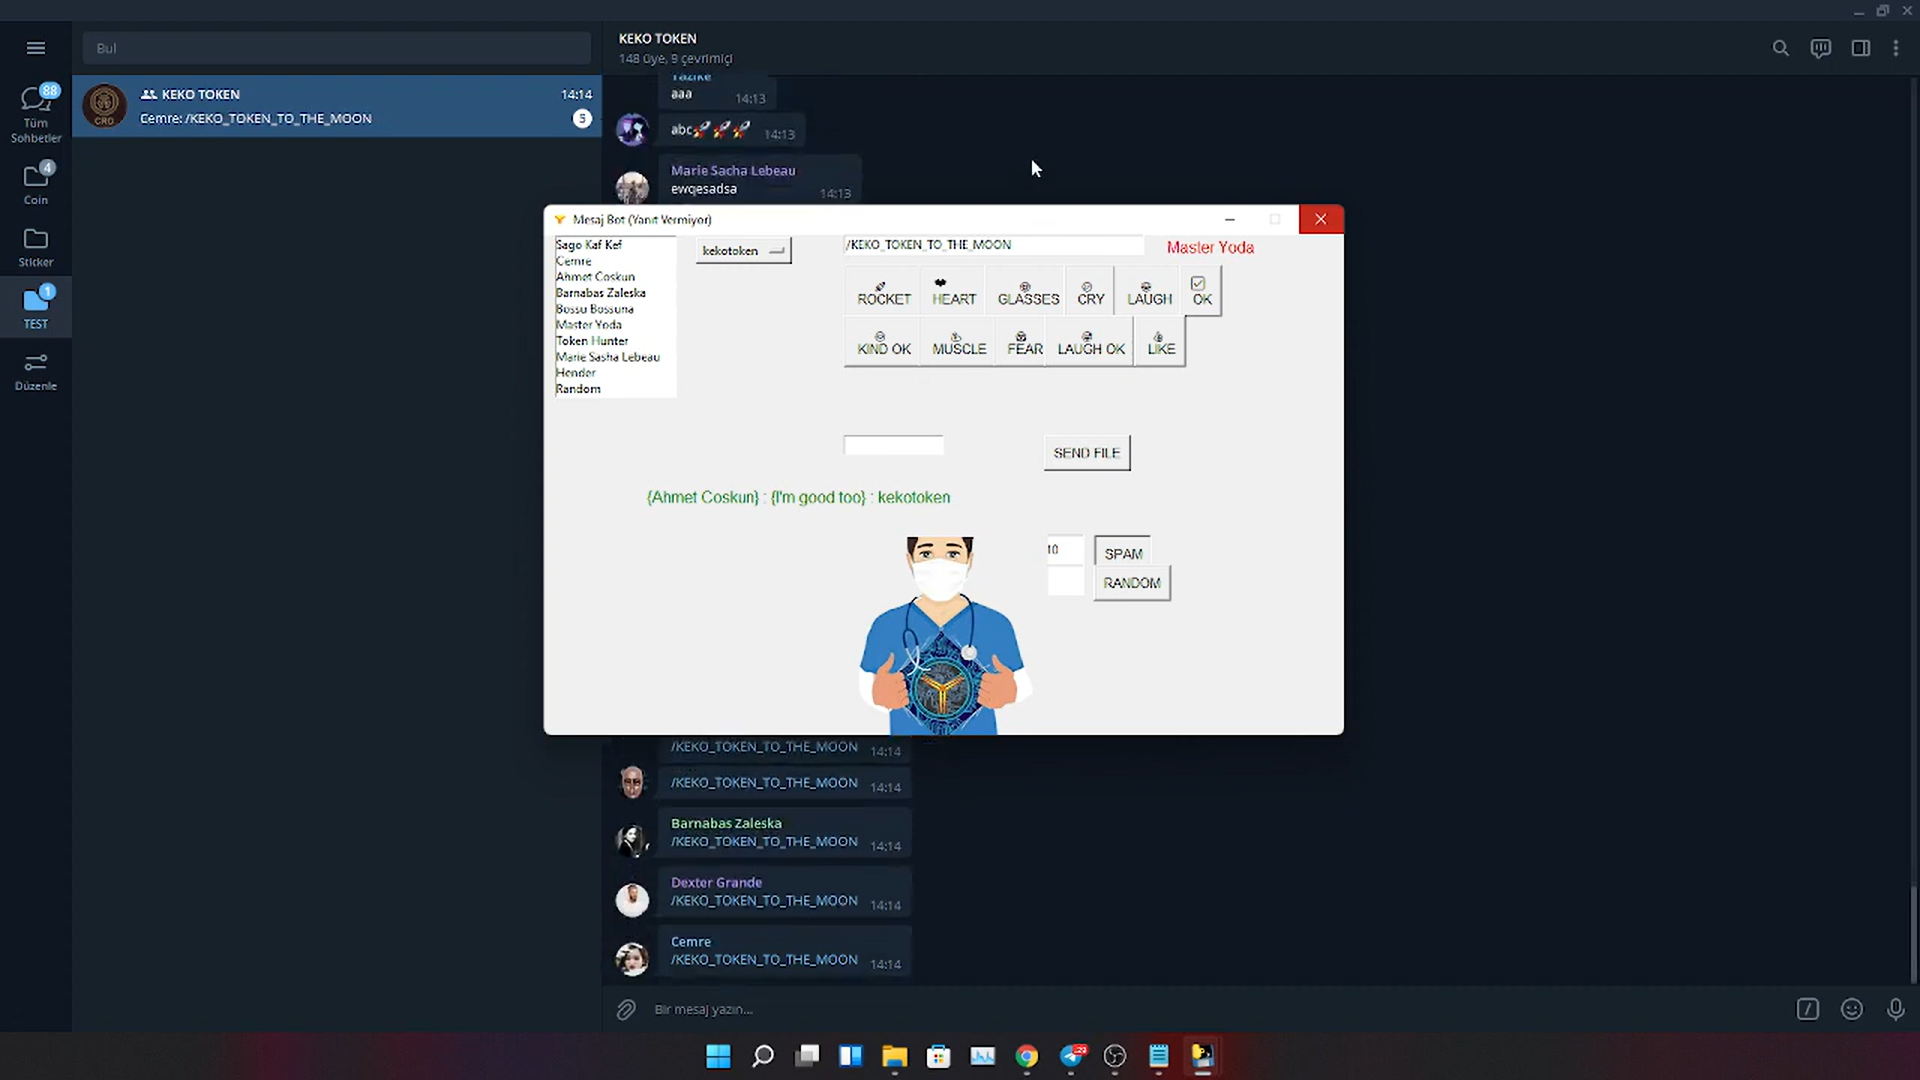 Bul
KEKO TOKEN
148 üye, 9 çevrimiçi
88
Tüm
Sohbetler
4
Coin
Sticker
1
TEST
Düzenle
KEKO TOKEN
14:14
Cemre: /KEKO_TOKEN_TO_THE_MOON
5
CRO
Yazike
aaa
14:13
abc🚀🚀🚀 14:13
Marie Sacha Lebeau
ewqesadsa
14:13
Mesaj Bot (Yanıt Vermiyor)
Sago Kaf Kef
Cemre
Ahmet Coskun
Barnabas Zaleska
Bossu Bossuna
Master Yoda
Token Hunter
Marie Sasha Lebeau
Hender
Random
kekotoken
/KEKO_TOKEN_TO_THE_MOON
Master Yoda
ROCKET
HEART
GLASSES
CRY
LAUGH
OK
KIND OK
MUSCLE
FEAR
LAUGH OK
LIKE
SEND FILE
{Ahmet Coskun} : {I'm good too} : kekotoken
10
SPAM
RANDOM
/KEKO_TOKEN_TO_THE_MOON 14:14
/KEKO_TOKEN_TO_THE_MOON 14:14
Barnabas Zaleska
/KEKO_TOKEN_TO_THE_MOON 14:14
Dexter Grande
/KEKO_TOKEN_TO_THE_MOON 14:14
Cemre
/KEKO_TOKEN_TO_THE_MOON 14:14
Bir mesaj yazın...